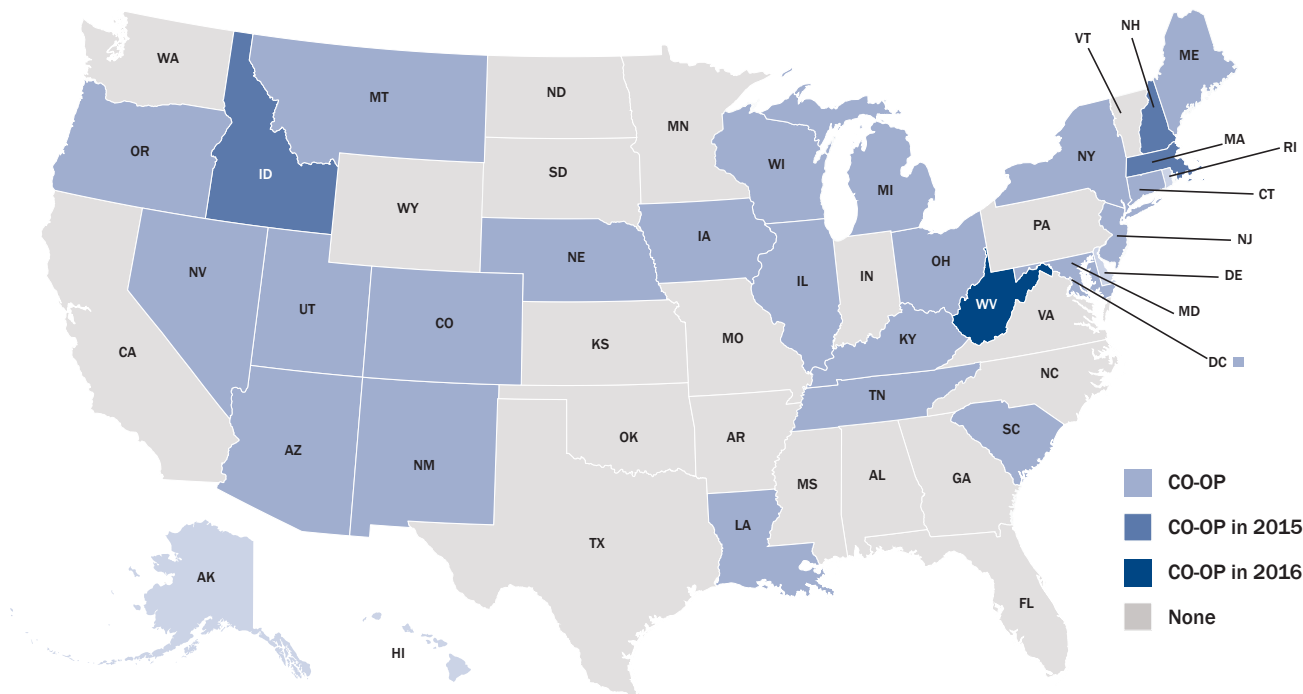 WA
MT
ND
MN
VT
NH
ME
OR
ID
SD
WI
MI
NY
MA
RI
WY
CT
IA
PA
NJ
NV
NE
OH
IN
DE
UT
CO
IL
WV
MD
VA
CA
KS
MO
KY
DC
NC
TN
AZ
NM
OK
AR
SC
MS
AL
GA
LA
TX
AK
FL
HI
CO-OP
CO-OP in 2015
CO-OP in 2016
None